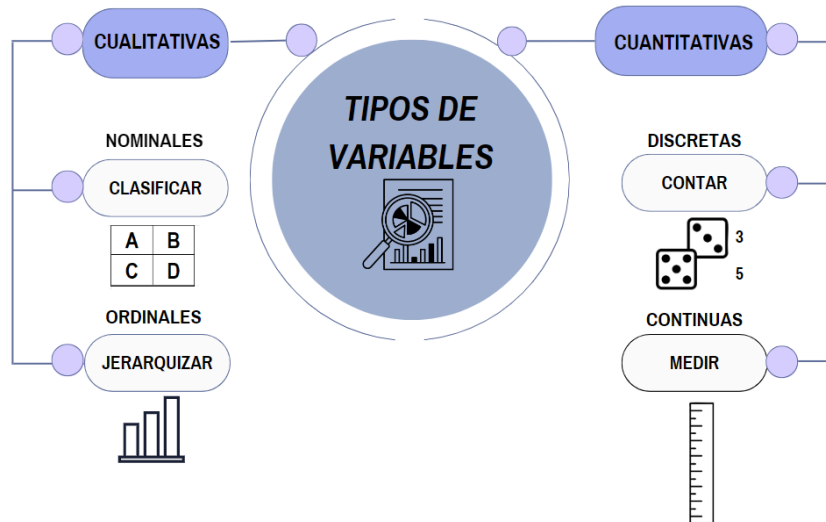 CUALITATIVAS
CUANTITATIVAS
TIPOS DE
VARIABLES
NOMINALES
CLASIFICAR
A B
C D
ORDINALES
JERARQUIZAR
DISCRETAS
CONTAR
3
5
CONTINUAS
MEDIR